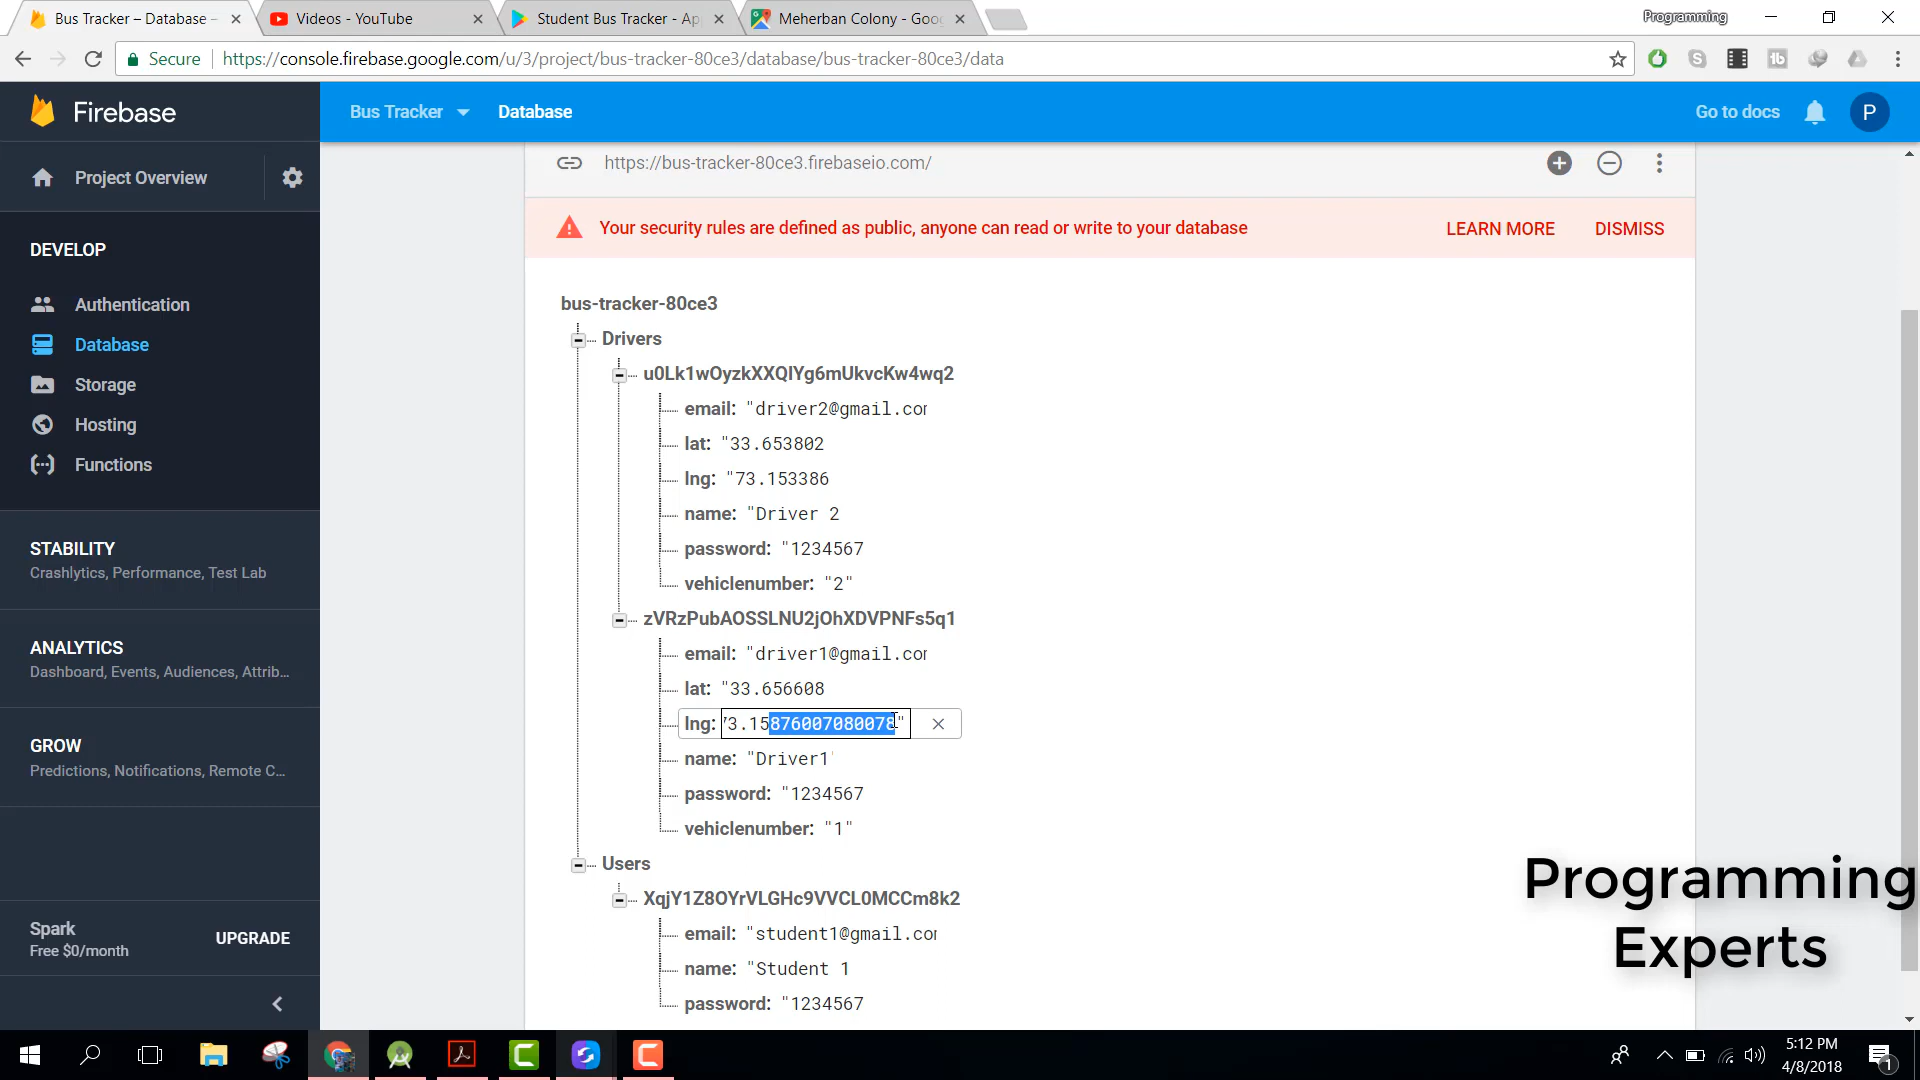 Bus Tracker – Database –
Videos - YouTube
Student Bus Tracker - Ap
Meherban Colony - Goo
Programming
Secure
https://console.firebase.google.com/u/3/project/bus-tracker-80ce3/database/bus-tracker-80ce3/data
Firebase
Bus Tracker
Database
Go to docs
P
Project Overview
https://bus-tracker-80ce3.firebaseio.com/
Your security rules are defined as public, anyone can read or write to your database
LEARN MORE
DISMISS
DEVELOP
Authentication
Database
Storage
Hosting
Functions
STABILITY
Crashlytics, Performance, Test Lab
ANALYTICS
Dashboard, Events, Audiences, Attrib...
GROW
Predictions, Notifications, Remote C...
Spark
Free $0/month
UPGRADE
bus-tracker-80ce3
Drivers
u0Lk1wOyzkXXQIYg6mUkvcKw4wq2
email: "driver2@gmail.com
lat: "33.653802
lng: "73.153386
name: "Driver 2
password: "1234567
vehiclenumber: "2"
zVRzPubAOSSLNU2jOhXDVPNFs5q1
email: "driver1@gmail.com
lat: "33.656608
lng: 73.15876007080078"
name: "Driver1"
password: "1234567
vehiclenumber: "1"
Users
XqjY1Z8OYrVLGHc9VVCL0MCCm8k2
email: "student1@gmail.com
name: "Student 1
password: "1234567
Programming
Experts
5:12 PM
4/8/2018
1